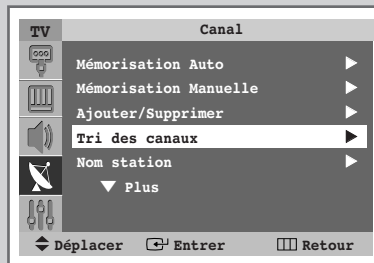 TV Canal
Mémorisation Auto
Mémorisation Manuelle
Ajouter/Supprimer
Tri des canaux
Nom station
Plus
Déplacer Entrer Retour